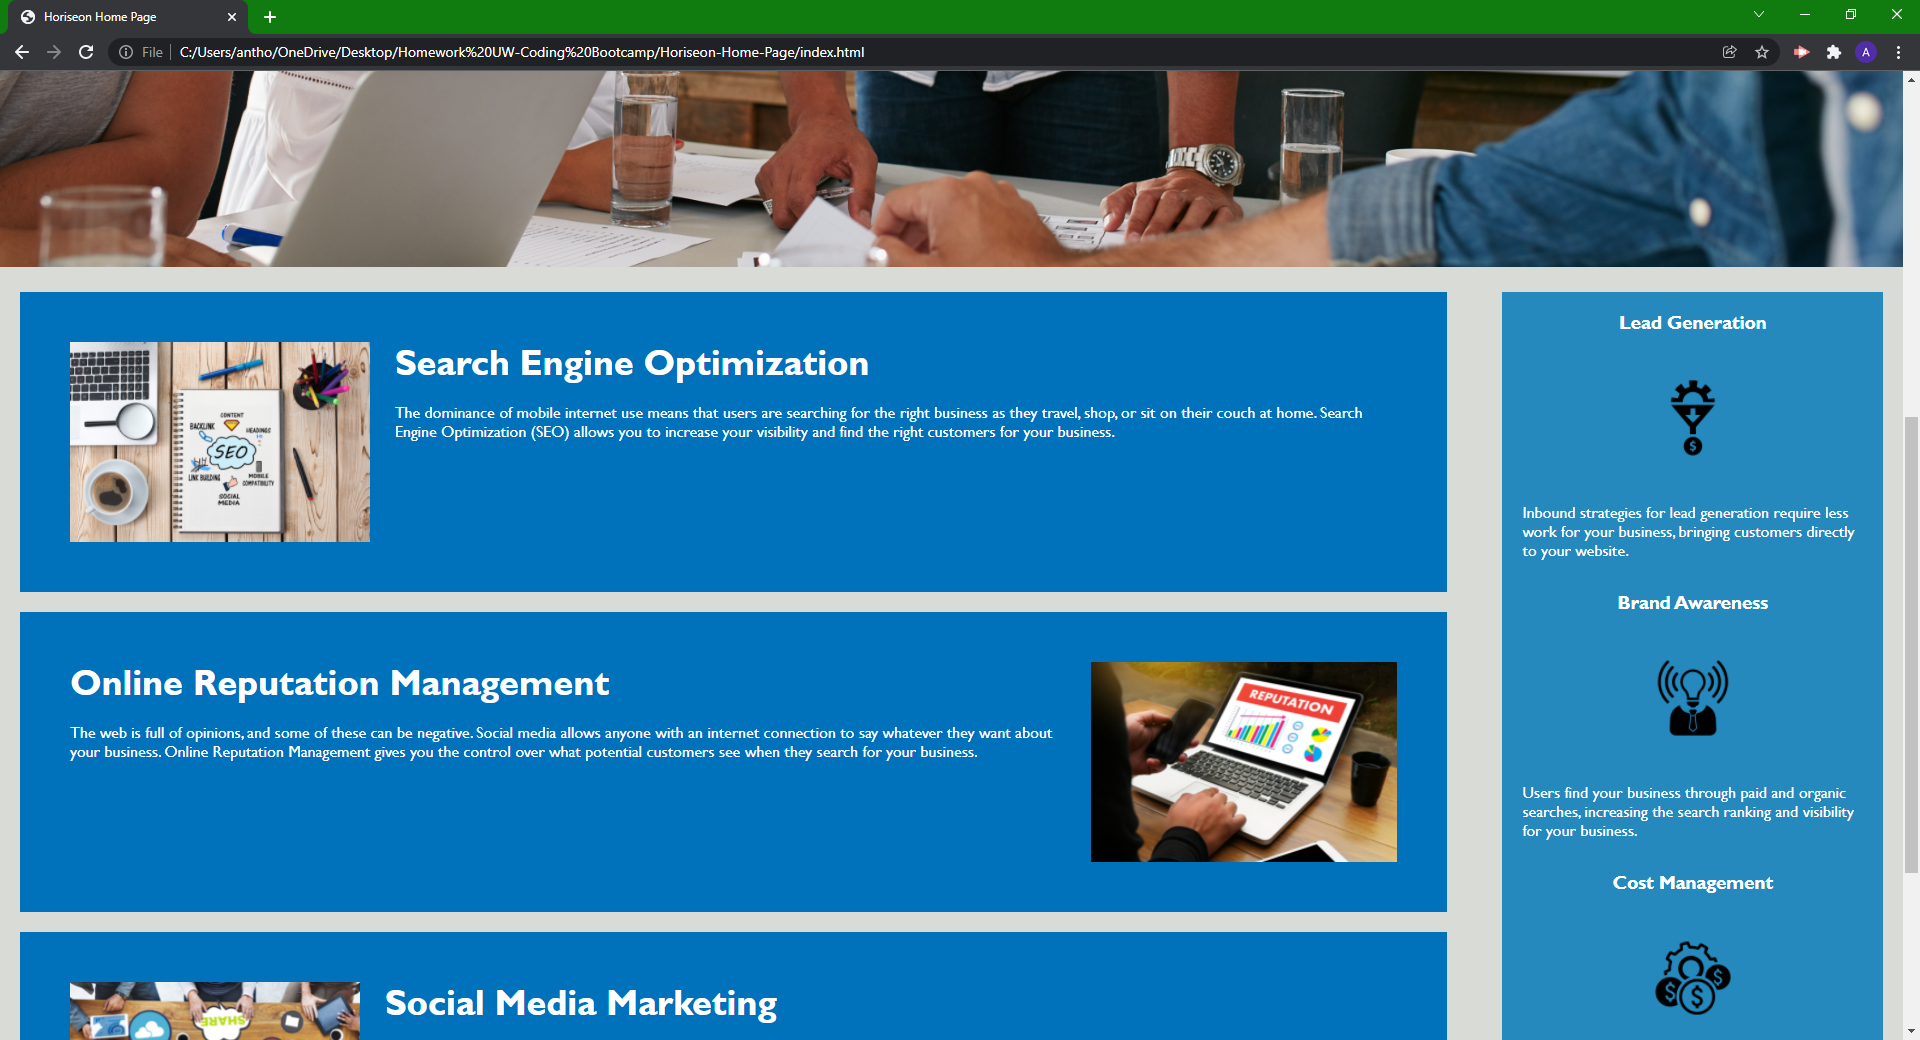 Horiseon Home Page
File
C:/Users/antho/OneDrive/Desktop/Homework%20UW-Coding%20Bootcamp/Horiseon-Home-Page/index.html
A
Search Engine Optimization
The dominance of mobile internet use means that users are searching for the right business as they travel, shop, or sit on their couch at home. Search
Engine Optimization (SEO) allows you to increase your visibility and find the right customers for your business.
CONTENT
BACKLINK
HEADINGS
SEO
LINK BUILDING
MOBILE
COMPATIBILITY
SOCIAL
MEDIA
Online Reputation Management
The web is full of opinions, and some of these can be negative. Social media allows anyone with an internet connection to say whatever they want about
your business. Online Reputation Management gives you the control over what potential customers see when they search for your business.
REPUTATION
Social Media Marketing
SHARE
Lead Generation
$
Inbound strategies for lead generation require less
work for your business, bringing customers directly
to your website.
Brand Awareness
Users find your business through paid and organic
searches, increasing the search ranking and visibility
for your business.
Cost Management
$ $ $